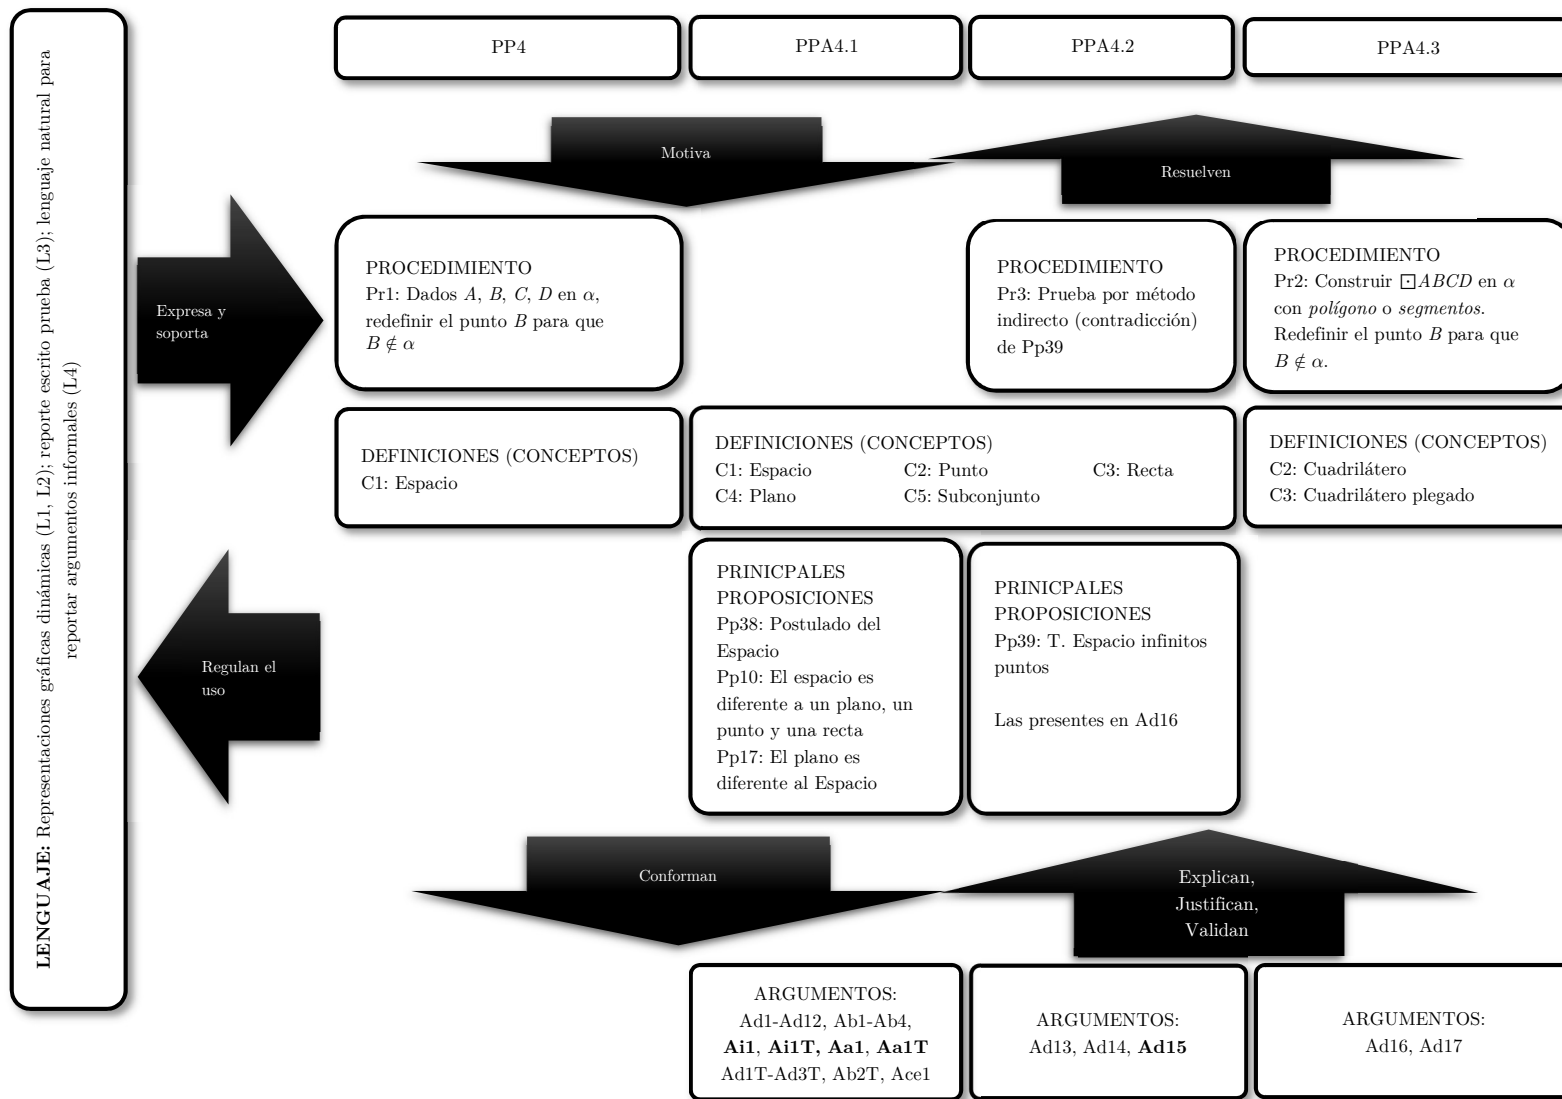 LENGUAJE: Representaciones gráficas dinámicas (L1, L2); reporte escrito prueba (L3); lenguaje natural para
reportar argumentos informales (L4)
PP4
PPA4.1
PPA4.2
PPA4.3
Motiva
Resuelven
Expresa y
soporta
PROCEDIMIENTO
Pr1: Dados A, B, C, D en α,
redefinir el punto B para que
B ∉ α
PROCEDIMIENTO
Pr3: Prueba por método
indirecto (contradicción)
de Pp39
PROCEDIMIENTO
Pr2: Construir ⊡ABCD en α
con polígono o segmentos.
Redefinir el punto B para que
B ∉ α.
DEFINICIONES (CONCEPTOS)
C1: Espacio
DEFINICIONES (CONCEPTOS)
C1: Espacio C2: Punto C3: Recta
C4: Plano C5: Subconjunto
DEFINICIONES (CONCEPTOS)
C2: Cuadrilátero
C3: Cuadrilátero plegado
Regulan el
uso
PRINICPALES
PROPOSICIONES
Pp38: Postulado del
Espacio
Pp10: El espacio es
diferente a un plano, un
punto y una recta
Pp17: El plano es
diferente al Espacio
PRINICPALES
PROPOSICIONES
Pp39: T. Espacio infinitos
puntos
Las presentes en Ad16
Conforman
Explican,
Justifican,
Validan
ARGUMENTOS:
Ad1-Ad12, Ab1-Ab4,
Ai1, Ai1T, Aa1, Aa1T
Ad1T-Ad3T, Ab2T, Ace1
ARGUMENTOS:
Ad13, Ad14, Ad15
ARGUMENTOS:
Ad16, Ad17